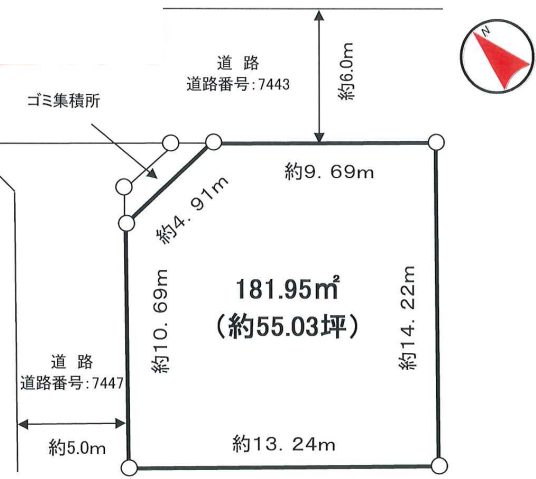 N
道 路
道路番号:7443
約6.0m
ゴミ集積所
約9.69m
約4.91m
約10.69m
181.95㎡
(約55.03坪)
約14.22m
道 路
道路番号:7447
約5.0m
約13.24m